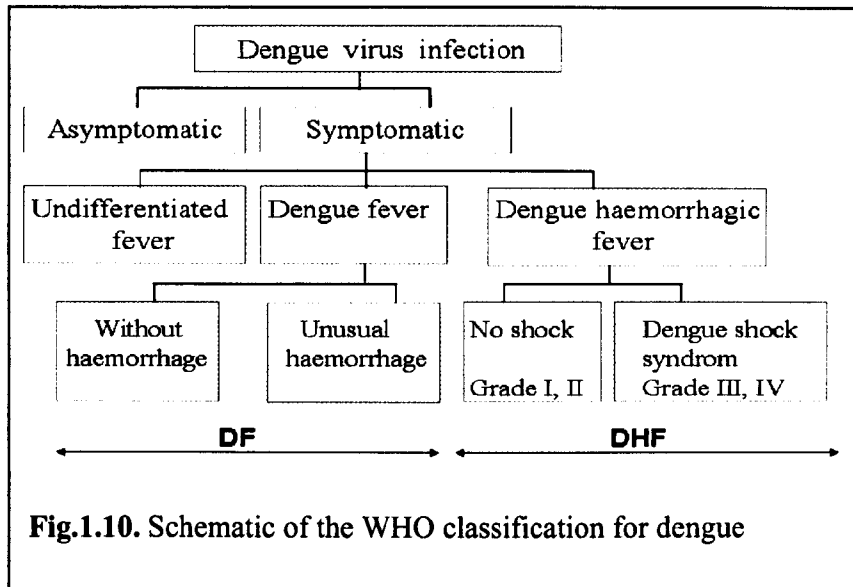 Dengue virus infection
Asymptomatic
Symptomatic
Undifferentiated
fever
Dengue fever
Dengue haemorrhagic
fever
Without
haemorrhage
Unusual
haemorrhage
No shock
Grade I, II
Dengue shock
syndrom
Grade III, IV
DF
DHF
Fig.1.10. Schematic of the WHO classification for dengue